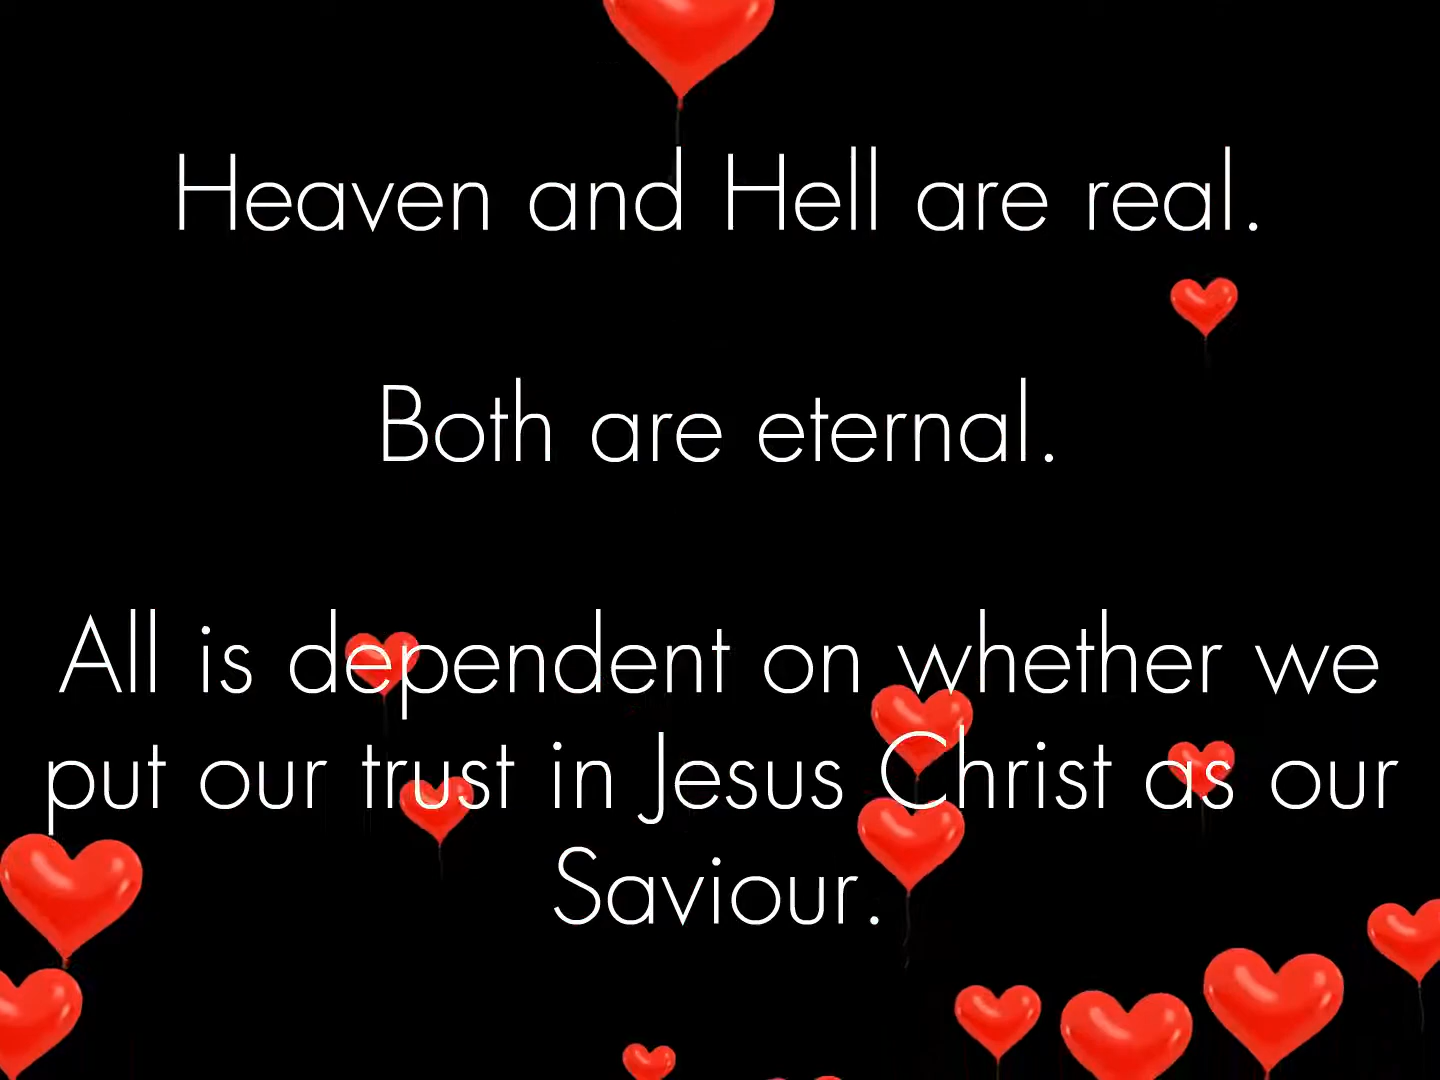 Heaven and Hell are real.
Both are eternal.
All is dependent on whether we
put our trust in Jesus Christ as our
Saviour.